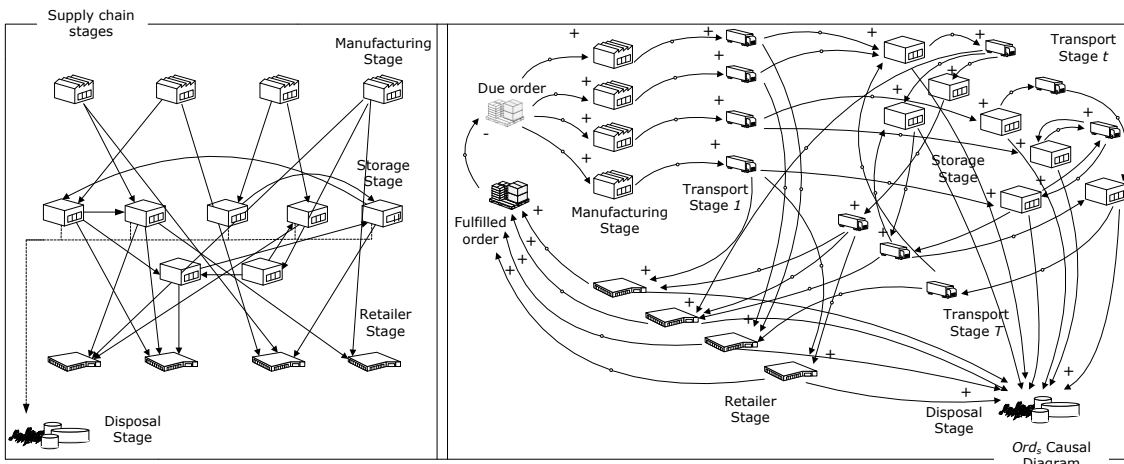 Supply chain
stages
Manufacturing
Stage
Storage
Stage
Retailer
Stage
Disposal
Stage
Due order
-
Fulfilled
order
+
+
+
+
Manufacturing
Stage
+
+
+
+
Transport
Stage 1
+
+
Transport
Stage t
+
+
+
+
+
+
+
Storage
Stage
+
+
+
+
+
+
+
+
+
+
+
Transport
Stage T
Retailer
Stage
Disposal
Stage
+
+
+
+
+
+
+
Ords Causal
Diagram